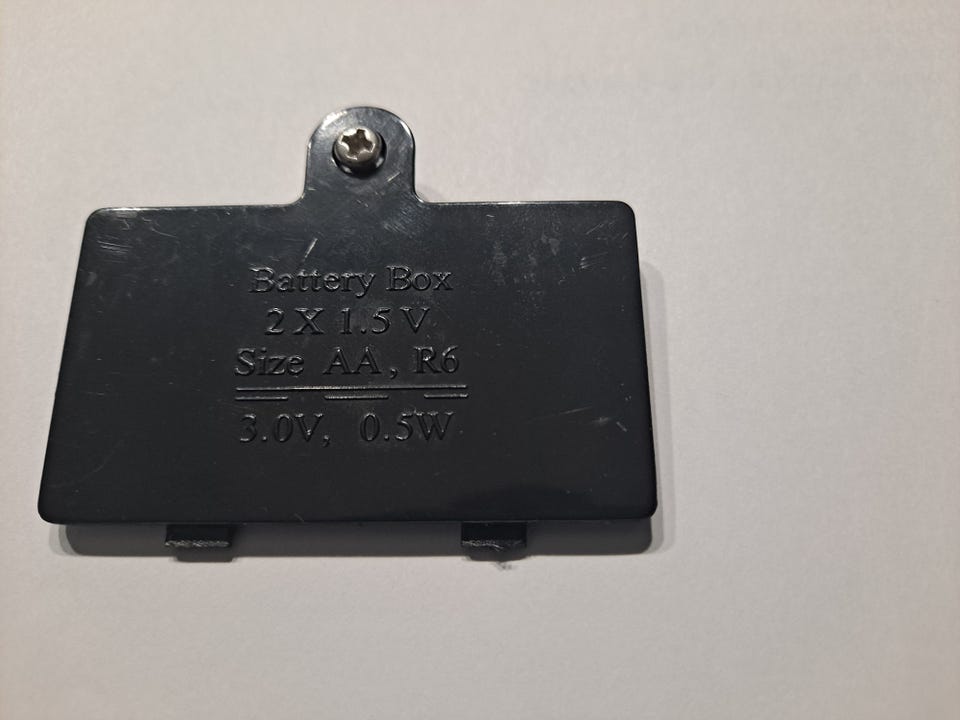 Battery Box
2 X 1.5 V
Size AA, R6
3.0V, 0.5W